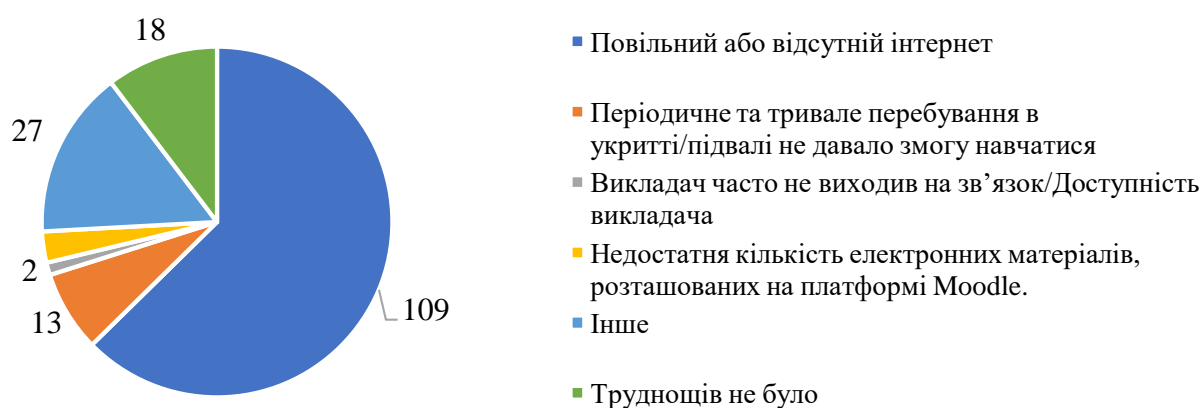 18
27
2
13
109
Повільний або відсутній інтернет
Періодичне та тривале перебування в
укритті/підвалі не давало змогу навчатися
Викладач часто не виходив на зв’язок/Доступність
викладача
Недостатня кількість електронних матеріалів,
розташованих на платформі Moodle.
Інше
Труднощів не було